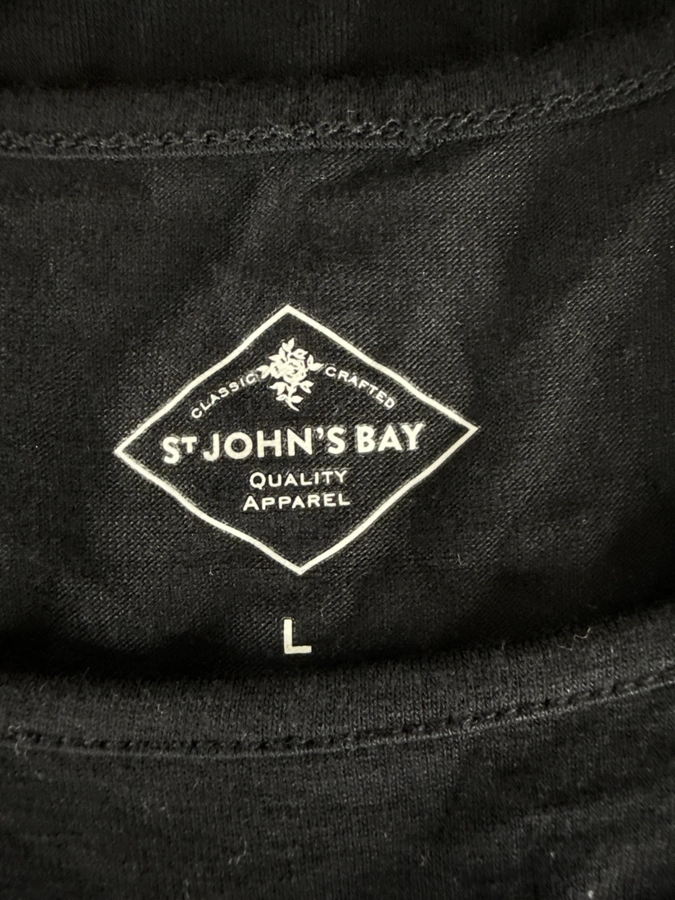 CLASSIC CRAFTED
ST JOHN'S BAY
QUALITY
APPAREL
L